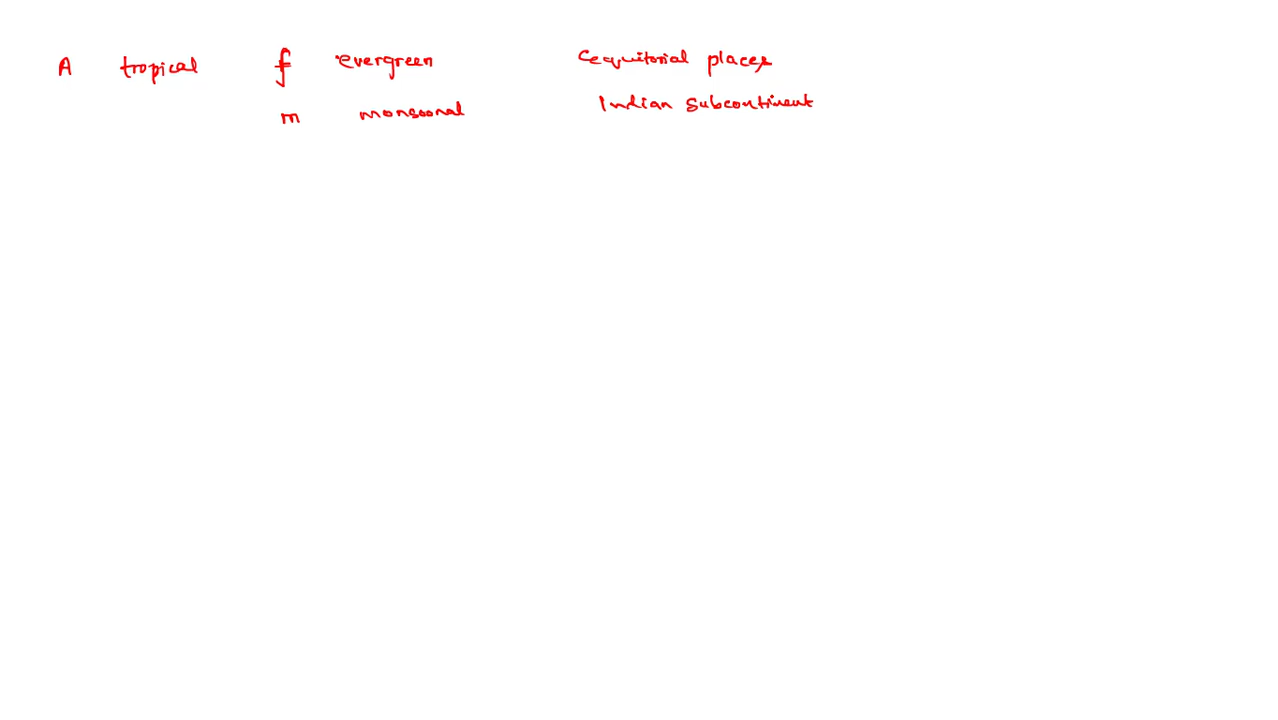 A tropical f evergreen equitorial places
m monsoonal Indian subcontinent